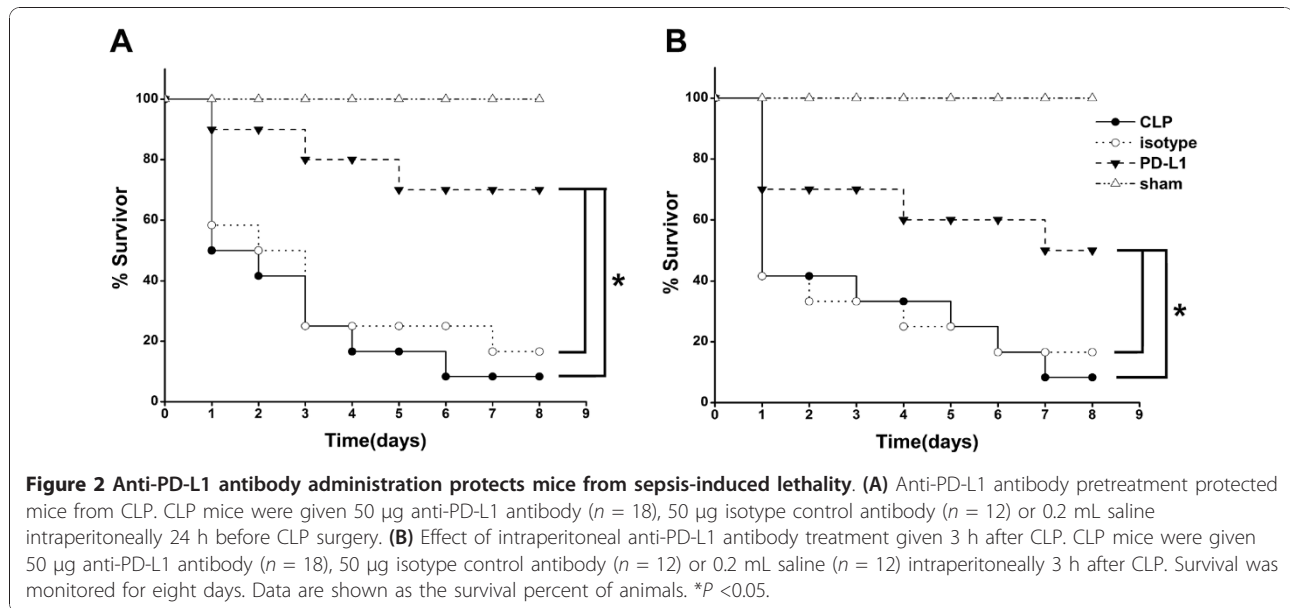 A
B
100
80
60
40
20
0
% Survivor
0 1 2 3 4 5 6 7 8 9
Time(days)
*
100
80
60
40
20
0
% Survivor
0 1 2 3 4 5 6 7 8 9
Time(days)
*
CLP
isotype
PD-L1
sham
Figure 2 Anti-PD-L1 antibody administration protects mice from sepsis-induced lethality. (A) Anti-PD-L1 antibody pretreatment protected
mice from CLP. CLP mice were given 50 μg anti-PD-L1 antibody (n = 18), 50 μg isotype control antibody (n = 12) or 0.2 mL saline
intraperitoneally 24 h before CLP surgery. (B) Effect of intraperitoneal anti-PD-L1 antibody treatment given 3 h after CLP. CLP mice were given
50 μg anti-PD-L1 antibody (n = 18), 50 μg isotype control antibody (n = 12) or 0.2 mL saline (n = 12) intraperitoneally 3 h after CLP. Survival was
monitored for eight days. Data are shown as the survival percent of animals. *P <0.05.